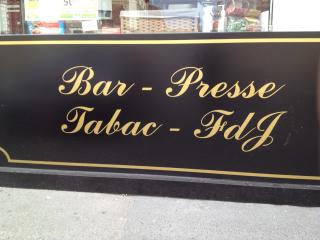 Bar - Presse
Tabac - FdJ